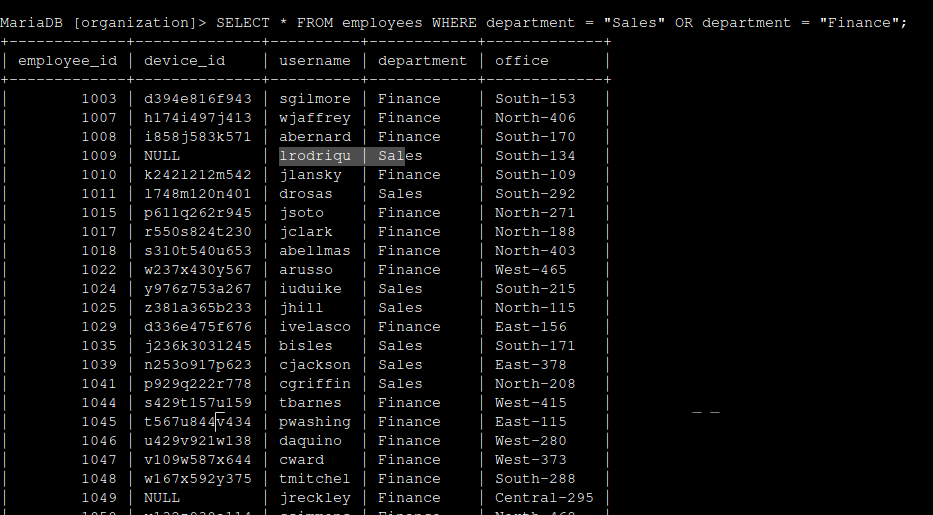 MariaDB [organization]> SELECT * FROM employees WHERE department = "Sales" OR department = "Finance";
+-------------+--------------+----------+------------+-------------+
| employee_id | device_id | username | department | office |
+-------------+--------------+----------+------------+-------------+
| 1003 | d394e816f943 | sgilmore | Finance | South-153 |
| 1007 | h174i497j413 | wjaffrey | Finance | North-406 |
| 1008 | i858j583k571 | abernard | Finance | South-170 |
| 1009 | NULL | lrodriqu | Sales | South-134 |
| 1010 | k242l212m542 | jlansky | Finance | South-109 |
| 1011 | l748m120n401 | drosas | Sales | South-292 |
| 1015 | p611q262r945 | jsoto | Finance | North-271 |
| 1017 | r550s824t230 | jclark | Finance | North-188 |
| 1018 | s310t540u653 | abellmas | Finance | North-403 |
| 1022 | w237x430y567 | arusso | Finance | West-465 |
| 1024 | y976z753a267 | iuduike | Sales | South-215 |
| 1025 | z381a365b233 | jhill | Sales | North-115 |
| 1029 | d336e475f676 | ivelasco | Finance | East-156 |
| 1035 | j236k303l245 | bisles | Sales | South-171 |
| 1039 | n253o917p623 | cjackson | Sales | East-378 |
| 1041 | p929q222r778 | cgriffin | Sales | North-208 |
| 1044 | s429t157u159 | tbarnes | Finance | West-415 |
| 1045 | t567u844v434 | pwashing | Finance | East-115 |
| 1046 | u429v921w138 | daquino | Finance | West-280 |
| 1047 | v109w587x644 | cward | Finance | West-373 |
| 1048 | w167x592y375 | tmitchel | Finance | South-288 |
| 1049 | NULL | jreckley | Finance | Central-295 |